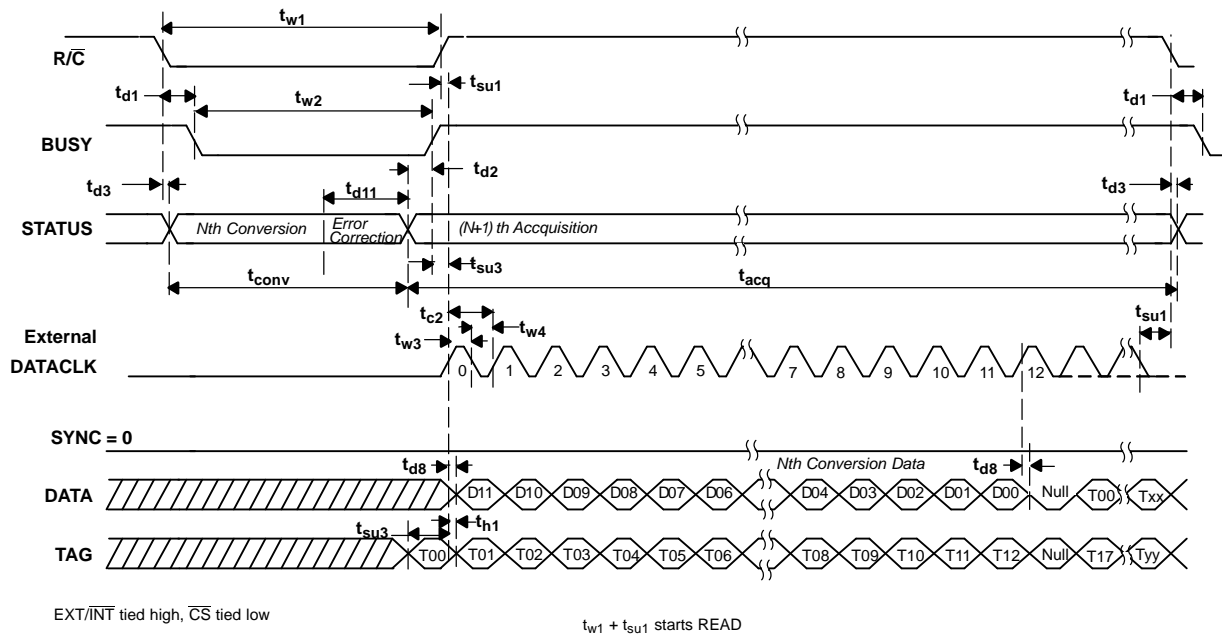 tw1
R/C
tsu1
td1
tw2
td1
BUSY
td2
td3
td11
td3
STATUS
Nth Conversion
Error
Correction
(N+1) th Accquisition
tsu3
tconv
tacq
tc2
tsu1
External
tw4
tw3
DATACLK
0 1 2 3 4 5 7 8 9 10 11 12
SYNC = 0
td8
Nth Conversion Data
td8
DATA
D11 D10 D09 D08 D07 D06 D04 D03 D02 D01 D00 Null T00 Txx
tsu3
th1
TAG
T00 T01 T02 T03 T04 T05 T06 T08 T09 T10 T11 T12 Null T17 Tyy
EXT/INT tied high, CS tied low
tw1 + tsu1 starts READ